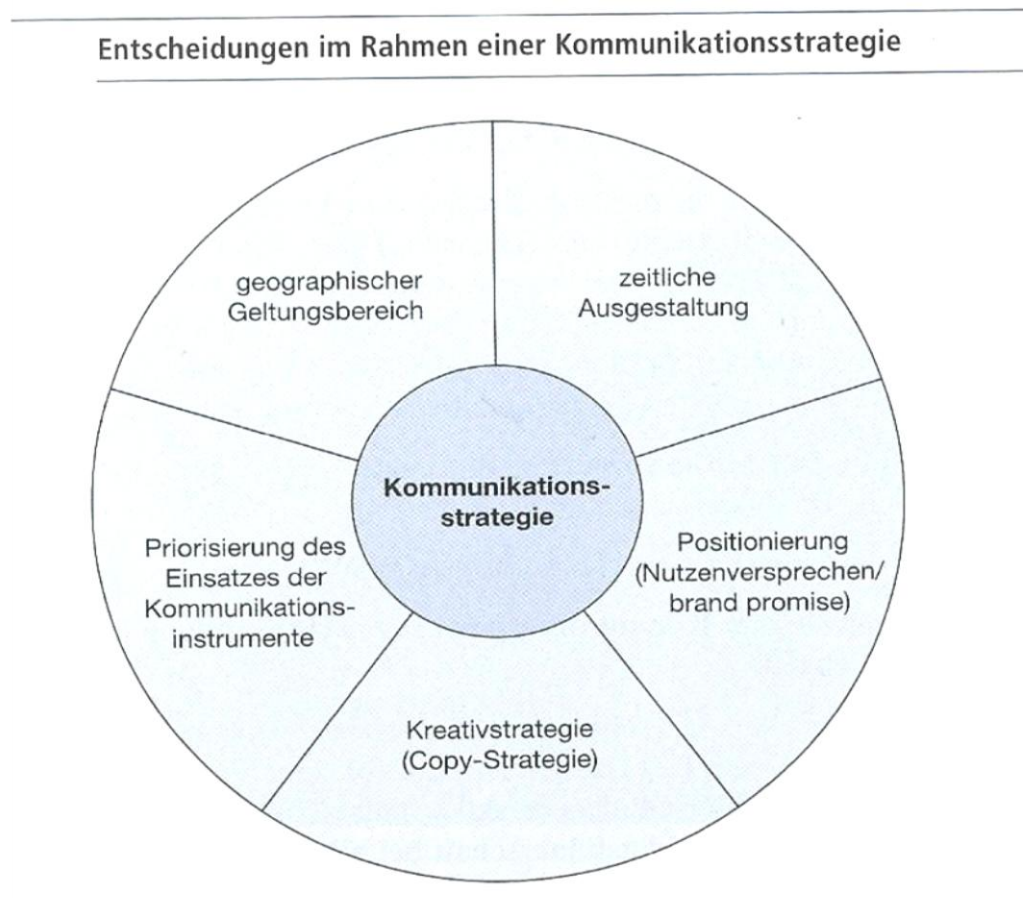 Entscheidungen im Rahmen einer Kommunikationsstrategie
geographischer
Geltungsbereich
zeitliche
Ausgestaltung
Kommunikations-
strategie
Priorisierung des
Einsatzes der
Kommunikations-
instrumente
Positionierung
(Nutzenversprechen/
brand promise)
Kreativstrategie
(Copy-Strategie)